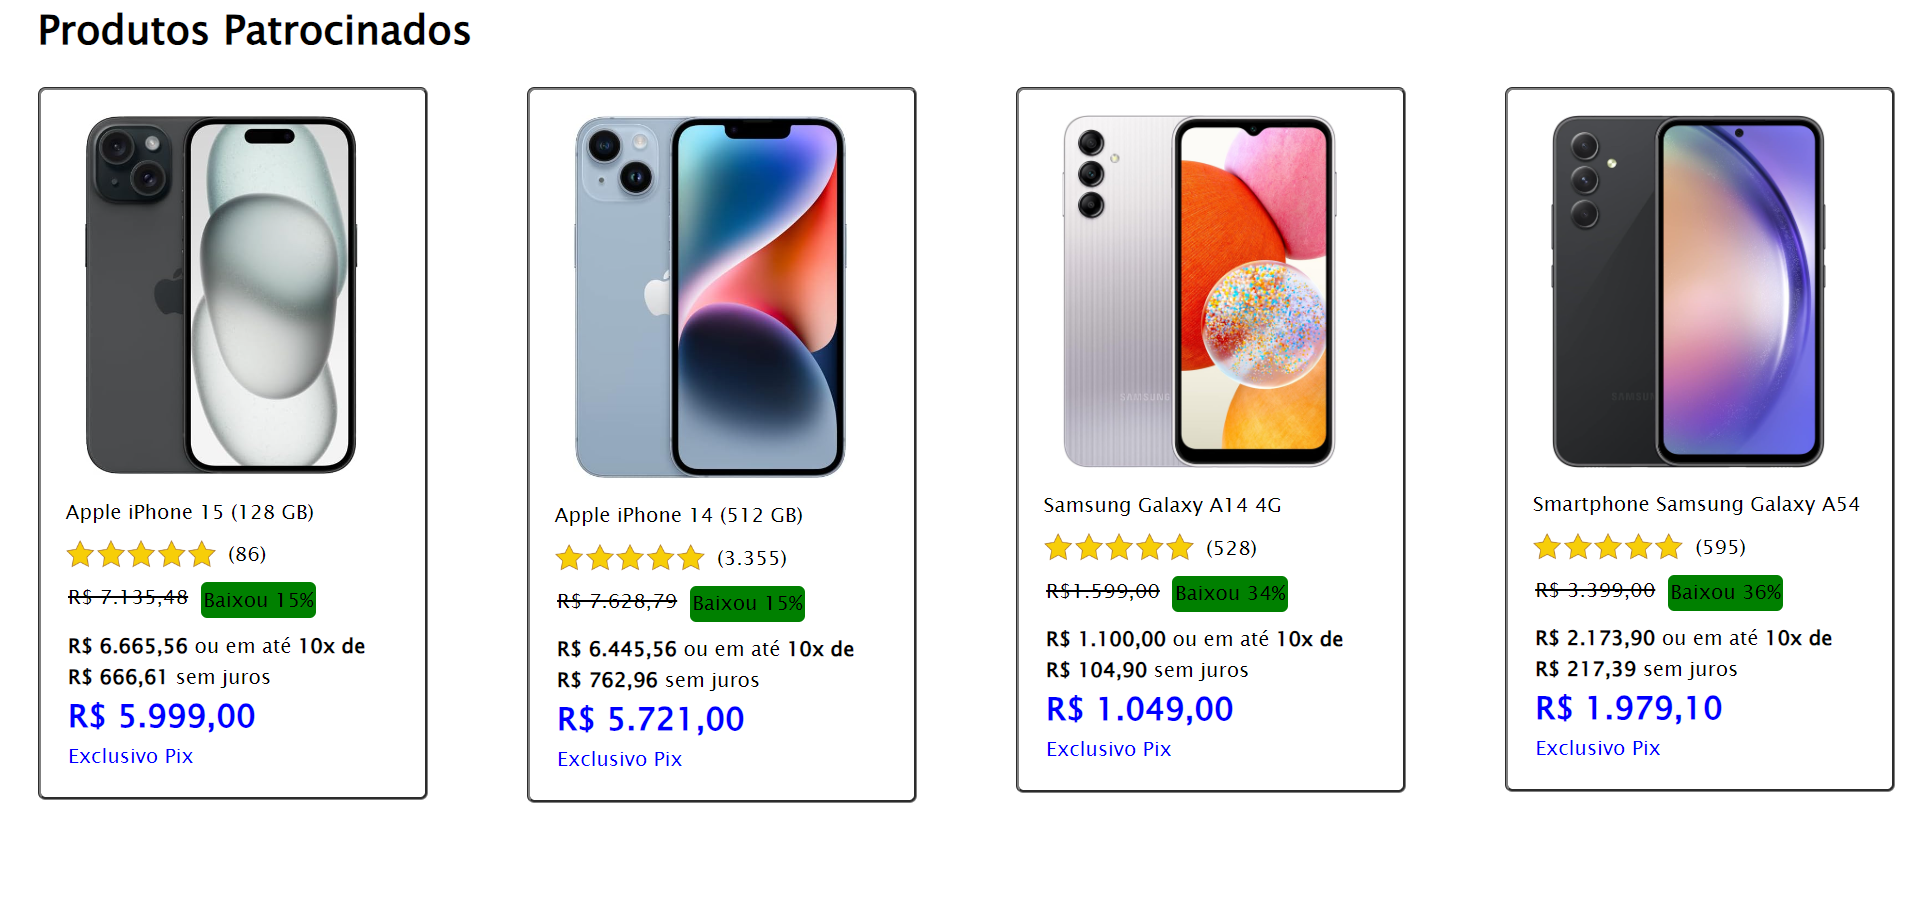 Produtos Patrocinados
Apple iPhone 15 (128 GB)
(86)
R$ 7.135,48 Baixou 15%
R$ 6.665,56 ou em até 10x de
R$ 666,61 sem juros
R$ 5.999,00
Exclusivo Pix
Apple iPhone 14 (512 GB)
(3.355)
R$ 7.628,79 Baixou 15%
R$ 6.445,56 ou em até 10x de
R$ 762,96 sem juros
R$ 5.721,00
Exclusivo Pix
SAMSUNG
Samsung Galaxy A14 4G
(528)
R$1.599,00 Baixou 34%
R$ 1.100,00 ou em até 10x de
R$ 104,90 sem juros
R$ 1.049,00
Exclusivo Pix
Smartphone Samsung Galaxy A54
(595)
R$ 3.399,00 Baixou 36%
R$ 2.173,90 ou em até 10x de
R$ 217,39 sem juros
R$ 1.979,10
Exclusivo Pix